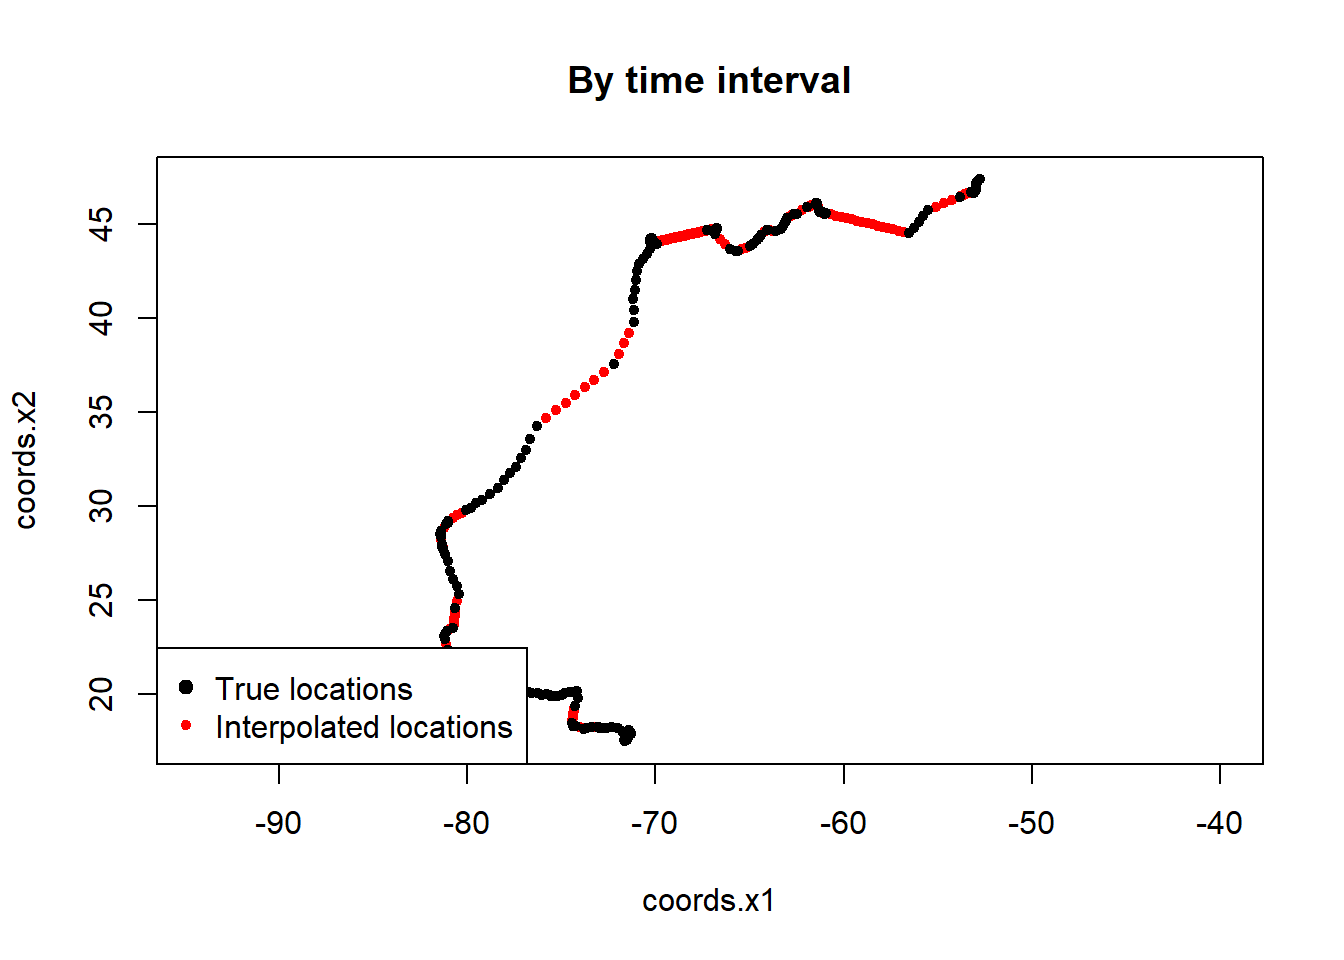 By time interval
coords.x2
45
40
35
30
25
20
True locations
Interpolated locations
-90 -80 -70 -60 -50 -40
coords.x1